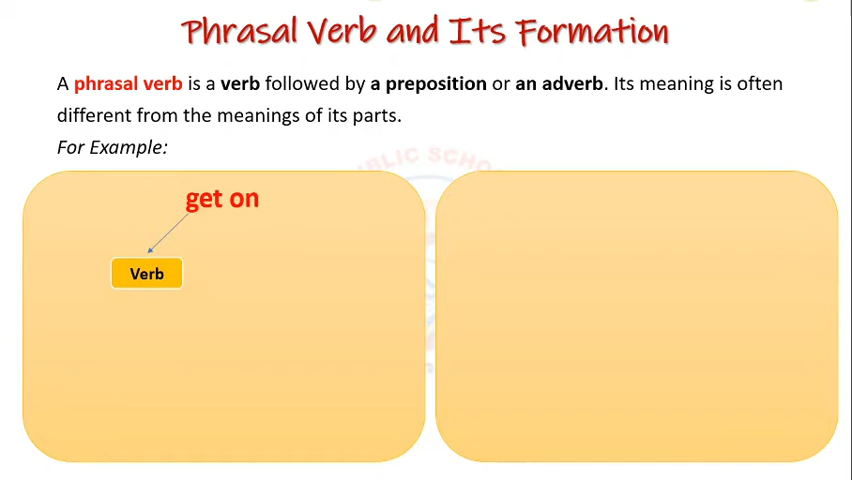 Phrasal Verb and Its Formation
A phrasal verb is a verb followed by a preposition or an adverb. Its meaning is often
different from the meanings of its parts.
For Example:
get on
Verb